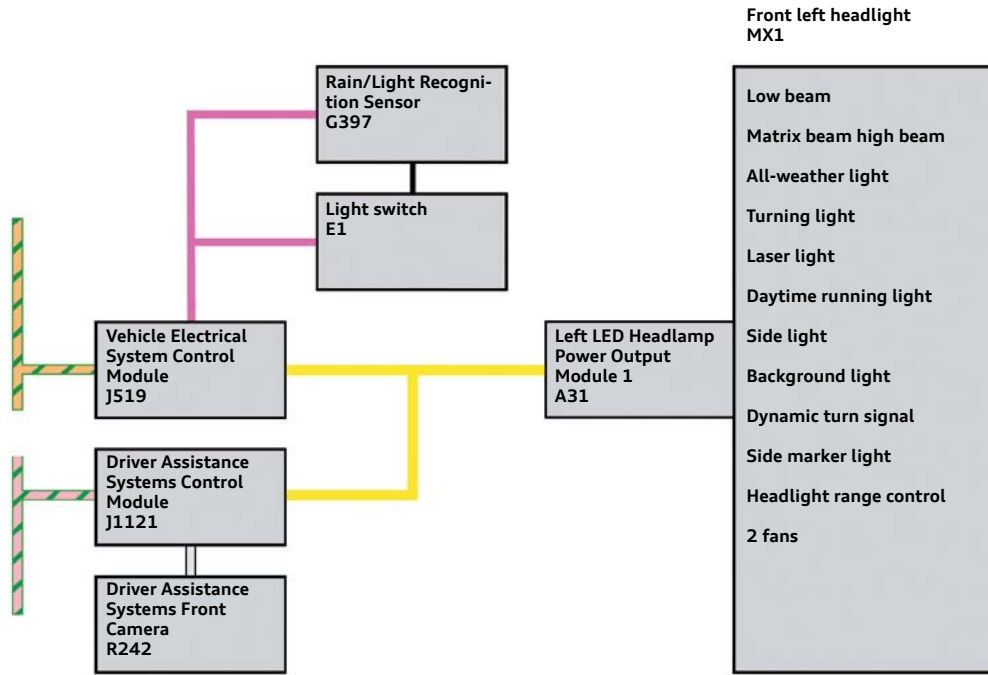 Front left headlight
MX1
Rain/Light Recogni-
tion Sensor
G397
Light switch
E1
Vehicle Electrical
System Control
Module
J519
Driver Assistance
Systems Control
Module
J1121
Driver Assistance
Systems Front
Camera
R242
Left LED Headlamp
Power Output
Module 1
A31
Low beam
Matrix beam high beam
All-weather light
Turning light
Laser light
Daytime running light
Side light
Background light
Dynamic turn signal
Side marker light
Headlight range control
2 fans